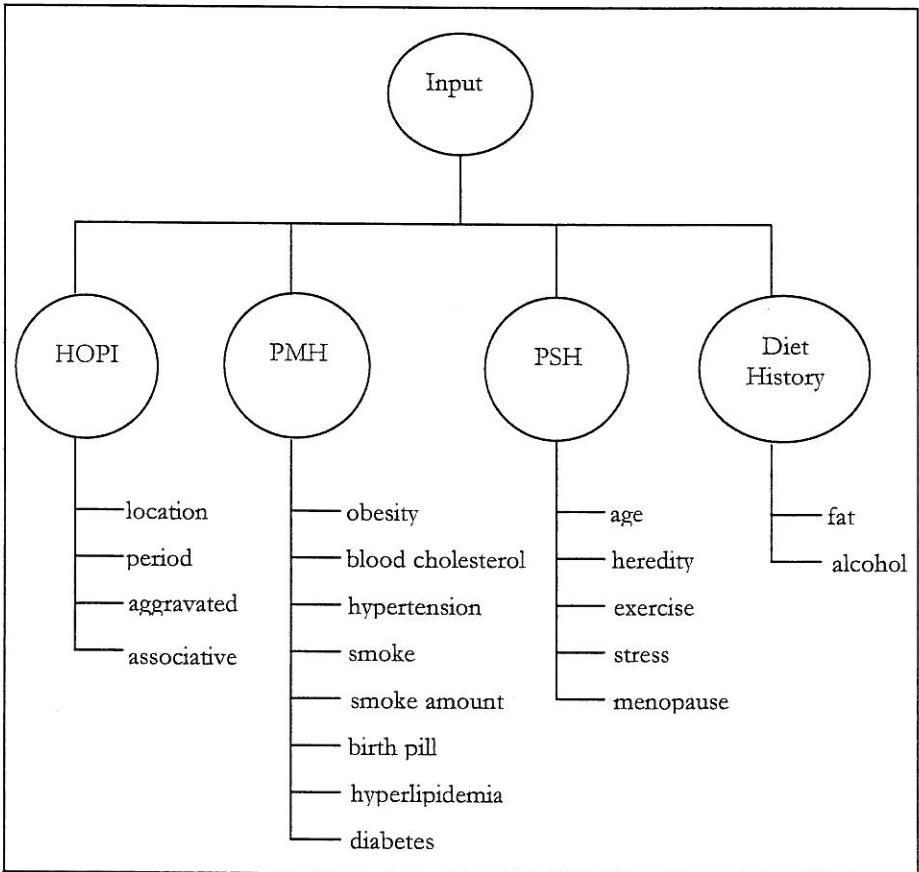 Input
HOPI
PMH
PSH
Diet
History
location
period
aggravated
associative
obesity
blood cholesterol
hypertension
smoke
smoke amount
birth pill
hyperlipidemia
diabetes
age
heredity
exercise
stress
menopause
fat
alcohol